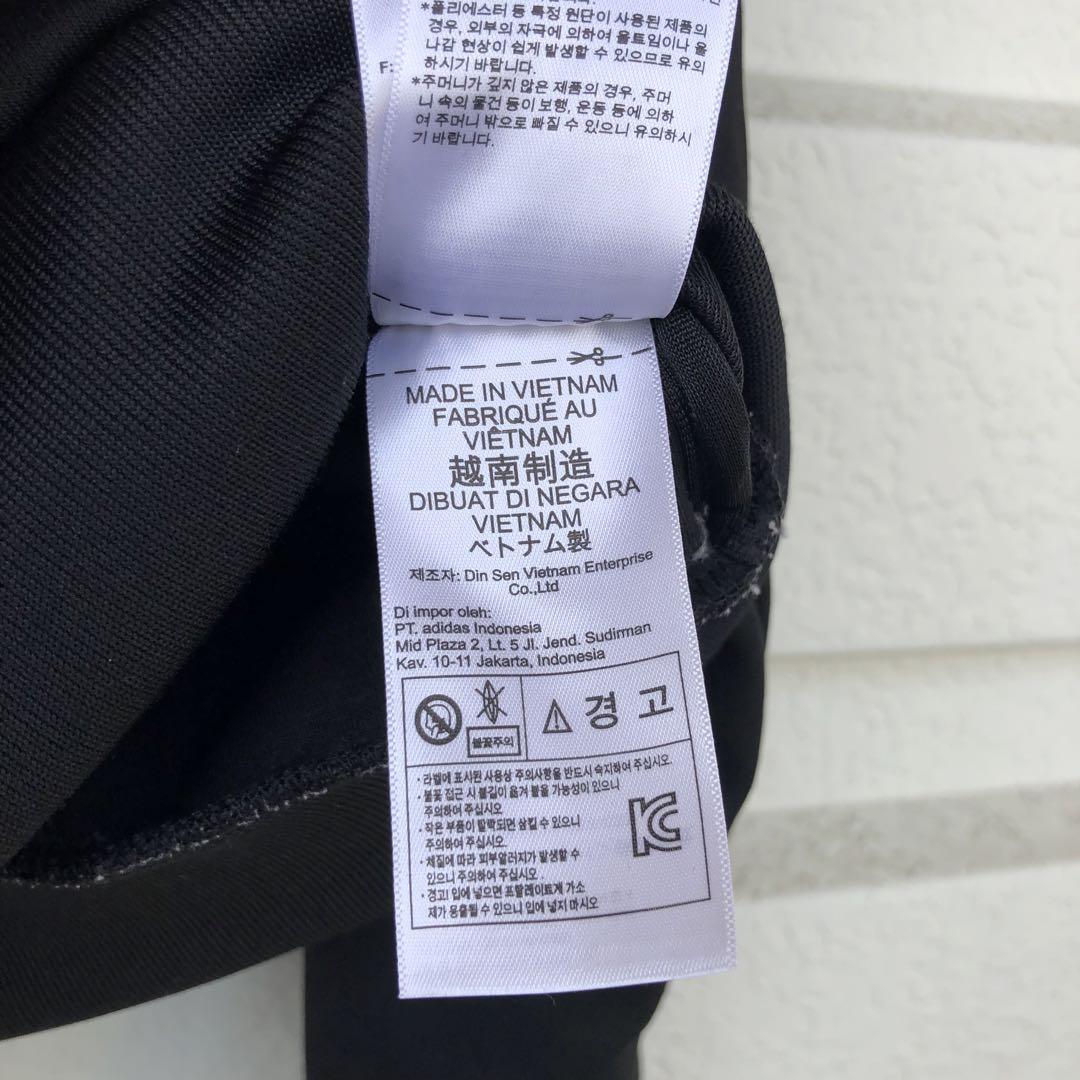 *폴리에스터 등 특정 원단이 사용된 제품의
경우, 외부의 자극에 의하여 올트임이나 올
나감 현상이 쉽게 발생할 수 있으므로 유의
하시기 바랍니다.
F:
*주머니가 깊지 않은 제품의 경우, 주머
니 속의 물건 등이 보행, 운동 등에 의하
여 주머니 밖으로 빠질 수 있으니 유의하시
기 바랍니다.
MADE IN VIETNAM
FABRIQUÉ AU
VIÊTNAM
越南制造
DIBUAT DI NEGARA
VIETNAM
ベトナム製
제조자: Din Sen Vietnam Enterprise
Co.,Ltd
Di impor oleh:
PT. adidas Indonesia
Mid Plaza 2, Lt. 5 Jl. Jend. Sudirman
Kav. 10-11 Jakarta, Indonesia
불꽃주의
경 고
· 라벨에 표시된 사용상 주의사항을 반드시 숙지하여 주십시오.
· 불꽃 접근 시 불길이 옮겨 붙을 가능성이 있으니
주의하여 주십시오
· 작은 부품이 탈락되면 삼킬 수 있으니
주의하여 주십시오.
· 체질에 따라 피부알러지가 발생할 수
있으니 주의하여 주십시오 .
· 경고! 입에 넣으면 프탈레이트계 가소
제가 용출될 수 있으니 입에 넣지 마시오
KC